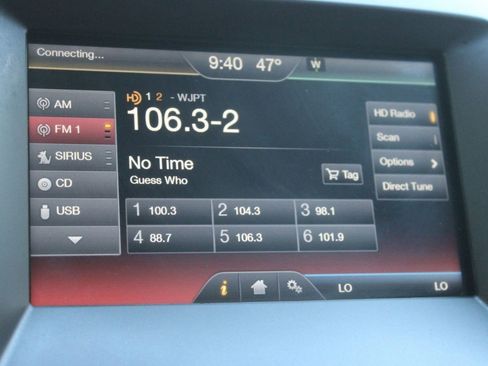 Connecting...
9:40 47° W
AM
FM 1
SIRIUS
CD
USB
HD 1 2 - WJPT
106.3-2
No Time
Guess Who
Tag
HD Radio
Scan
Options
Direct Tune
1 100.3
2 104.3
3 98.1
4 88.7
5 106.3
6 101.9
i
LO
LO